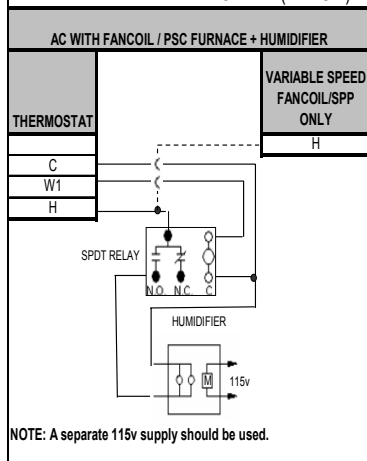 AC WITH FANCOIL / PSC FURNACE + HUMIDIFIER
THERMOSTAT
VARIABLE SPEED
FANCOIL/SPP
ONLY
H
C
W1
H
SPDT RELAY
N.O. N.C. C
HUMIDIFIER
M
115v
NOTE: A separate 115v supply should be used.